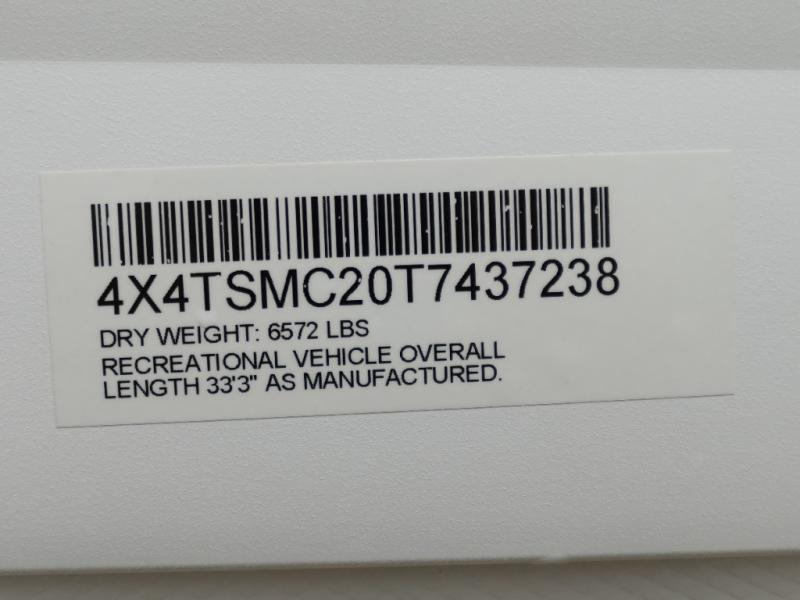 4X4TSMC20T7437238
DRY WEIGHT: 6572 LBS
RECREATIONAL VEHICLE OVERALL
LENGTH 33'3" AS MANUFACTURED.